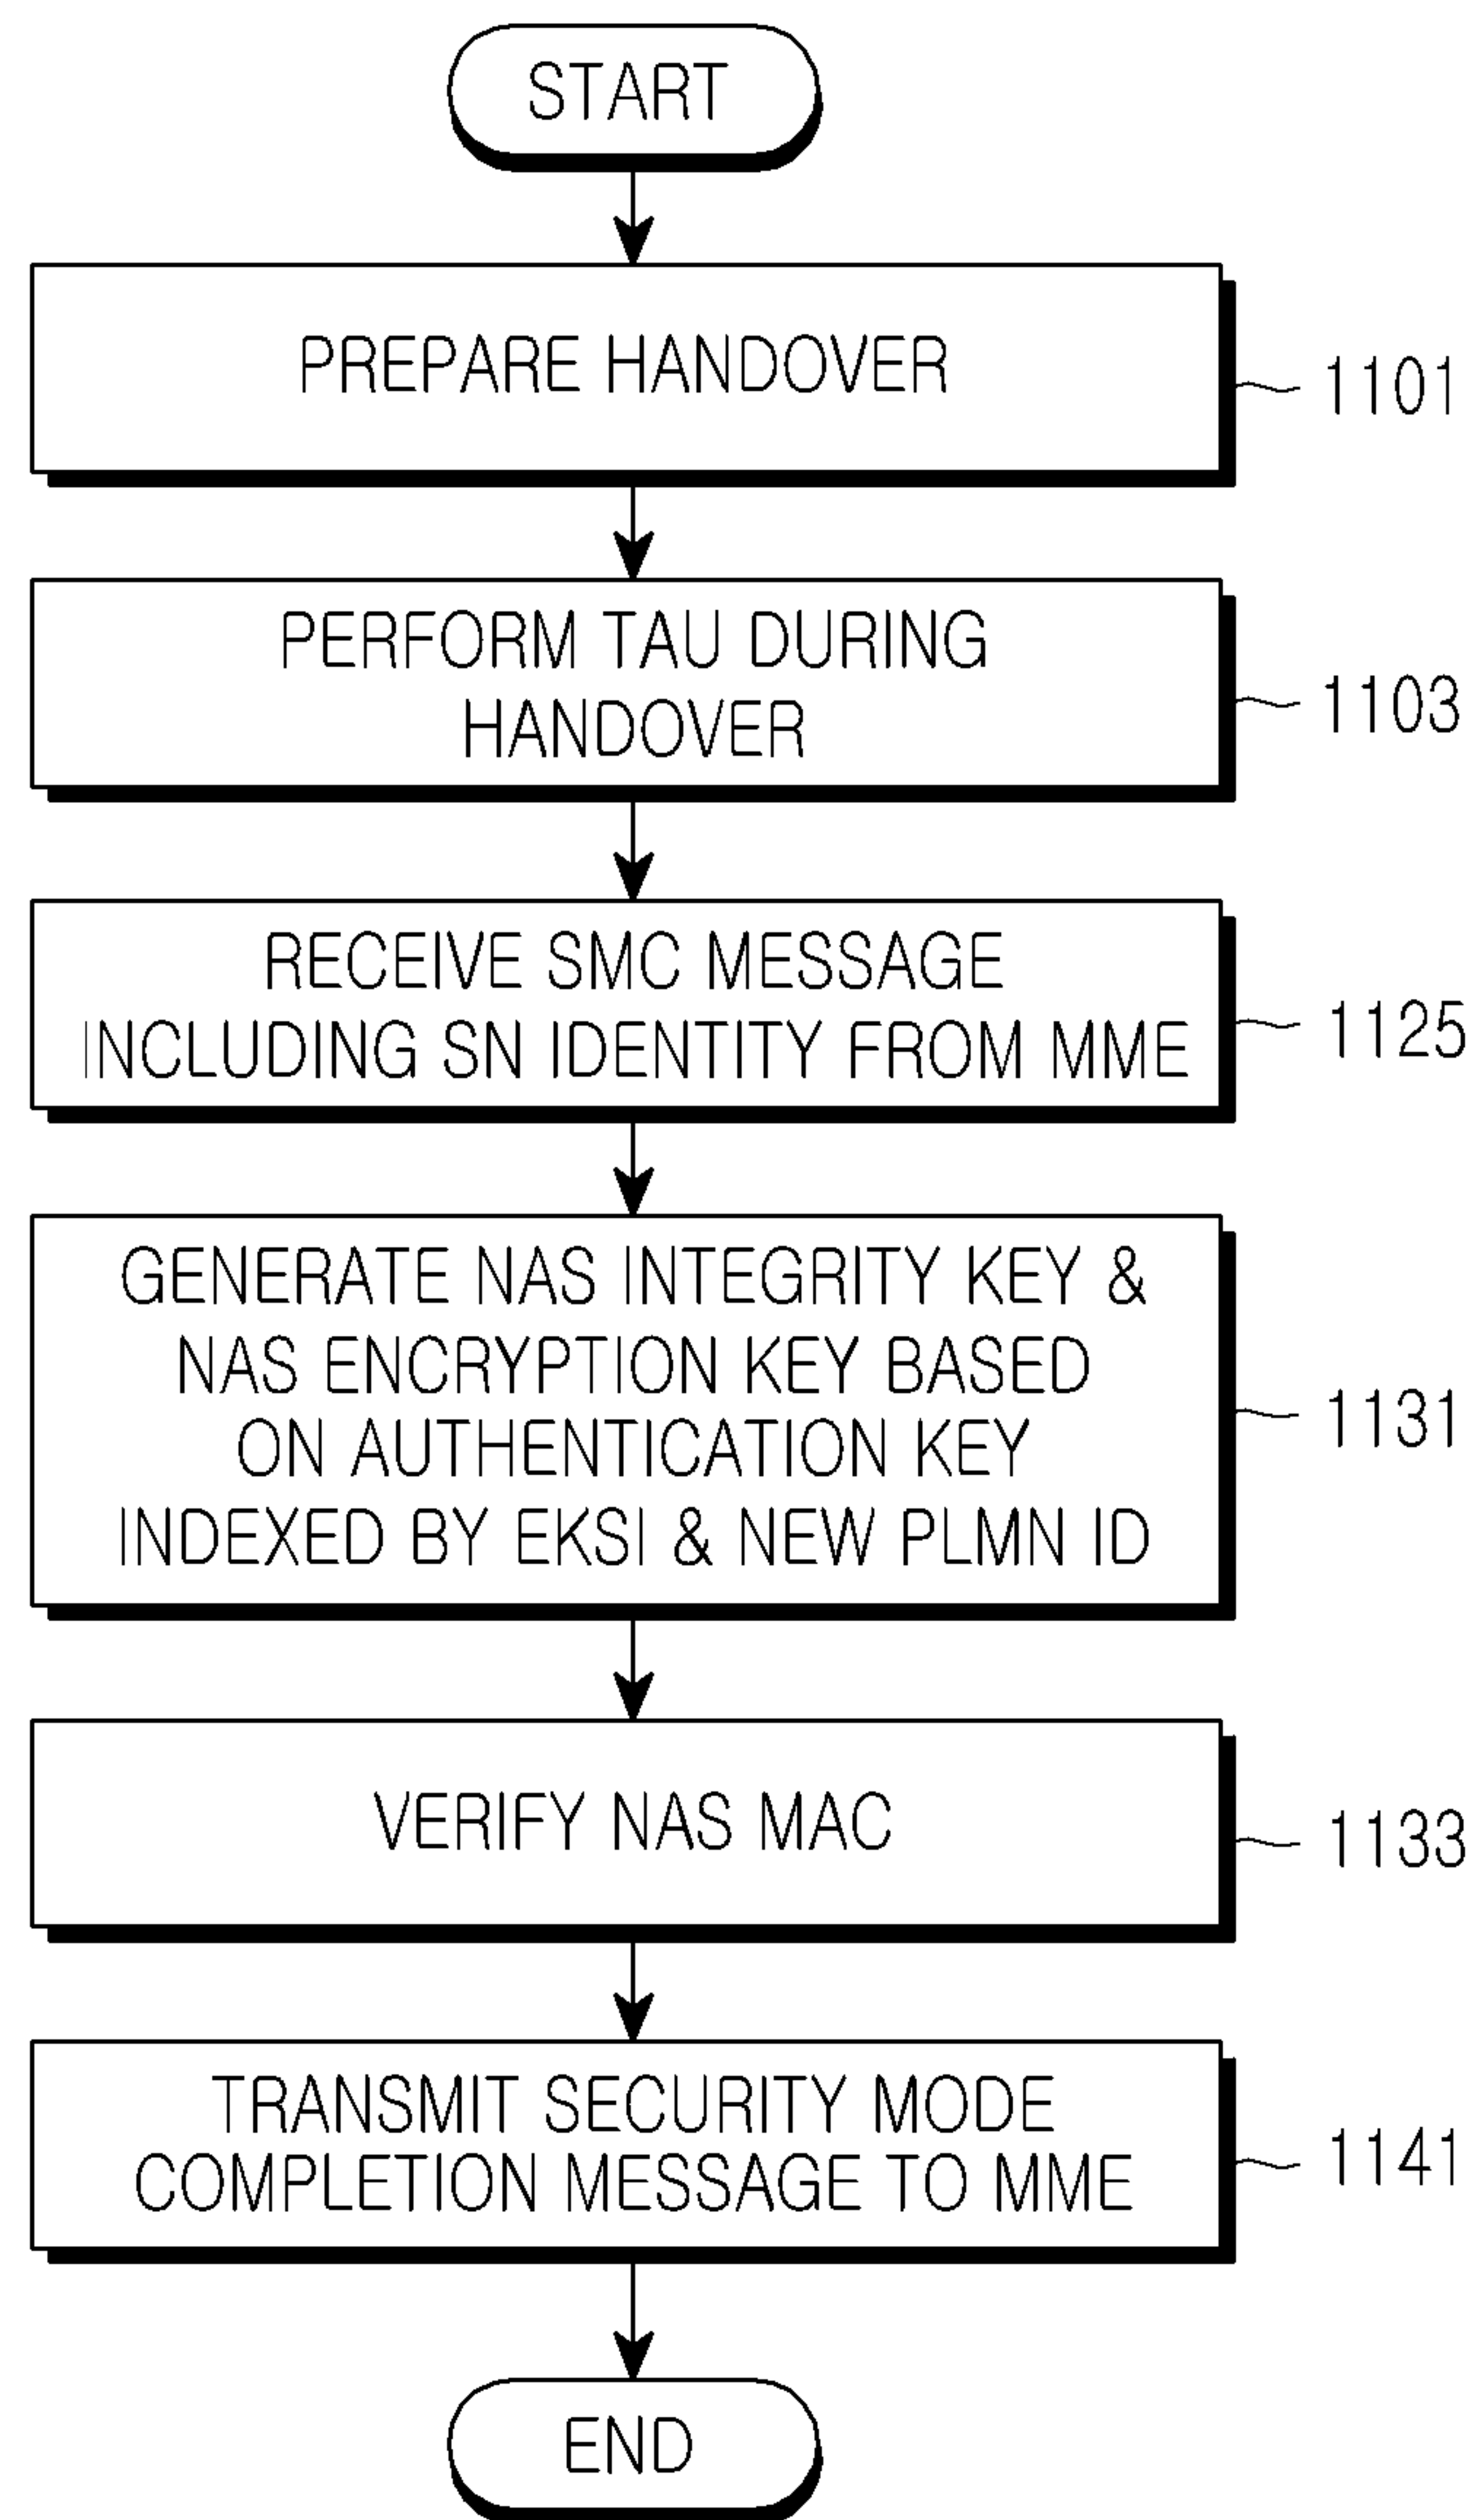 START
PREPARE HANDOVER
1101
PERFORM TAU DURING
HANDOVER
1103
RECEIVE SMC MESSAGE
INCLUDING SN IDENTITY FROM MME
1125
GENERATE NAS INTEGRITY KEY &
NAS ENCRYPTION KEY BASED
ON AUTHENTICATION KEY
INDEXED BY EKSI & NEW PLMN ID
1131
VERIFY NAS MAC
1133
TRANSMIT SECURITY MODE
COMPLETION MESSAGE TO MME
1141
END